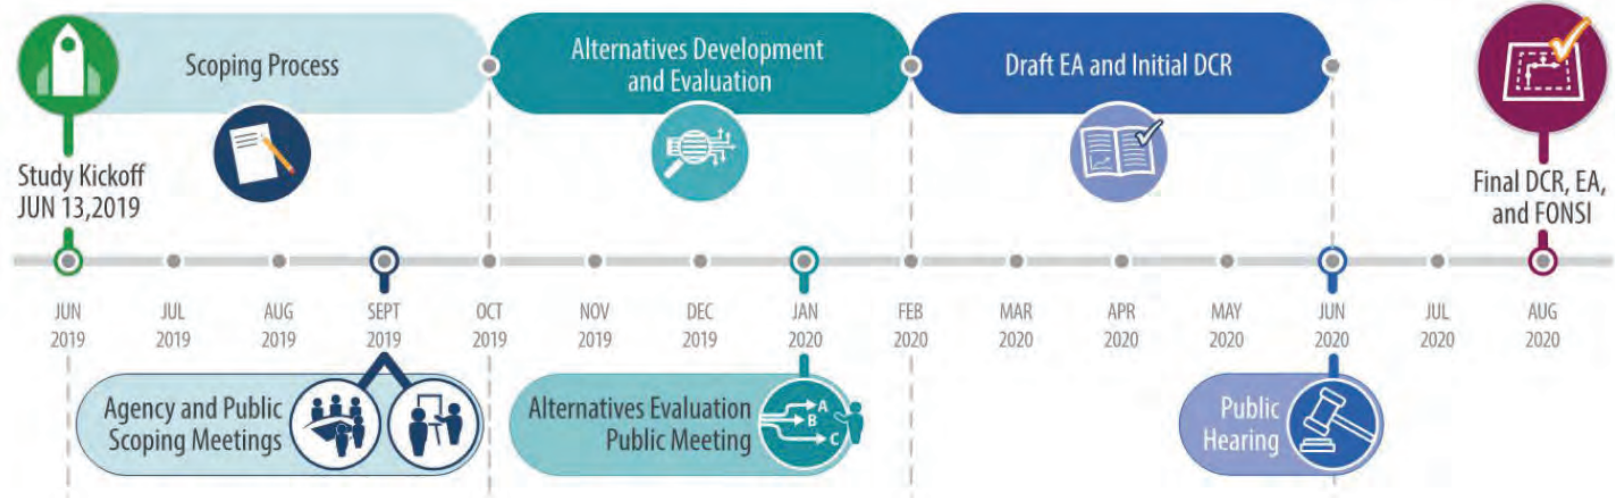 Scoping Process
Alternatives Development
and Evaluation
Draft EA and Initial DCR
Study Kickoff
JUN 13,2019
Final DCR, EA,
and FONSI
JUN
2019
JUL
2019
AUG
2019
SEPT
2019
OCT
2019
NOV
2019
DEC
2019
JAN
2020
FEB
2020
MAR
2020
APR
2020
MAY
2020
JUN
2020
JUL
2020
AUG
2020
Agency and Public
Scoping Meetings
Alternatives Evaluation
Public Meeting
A
B
C
Public
Hearing